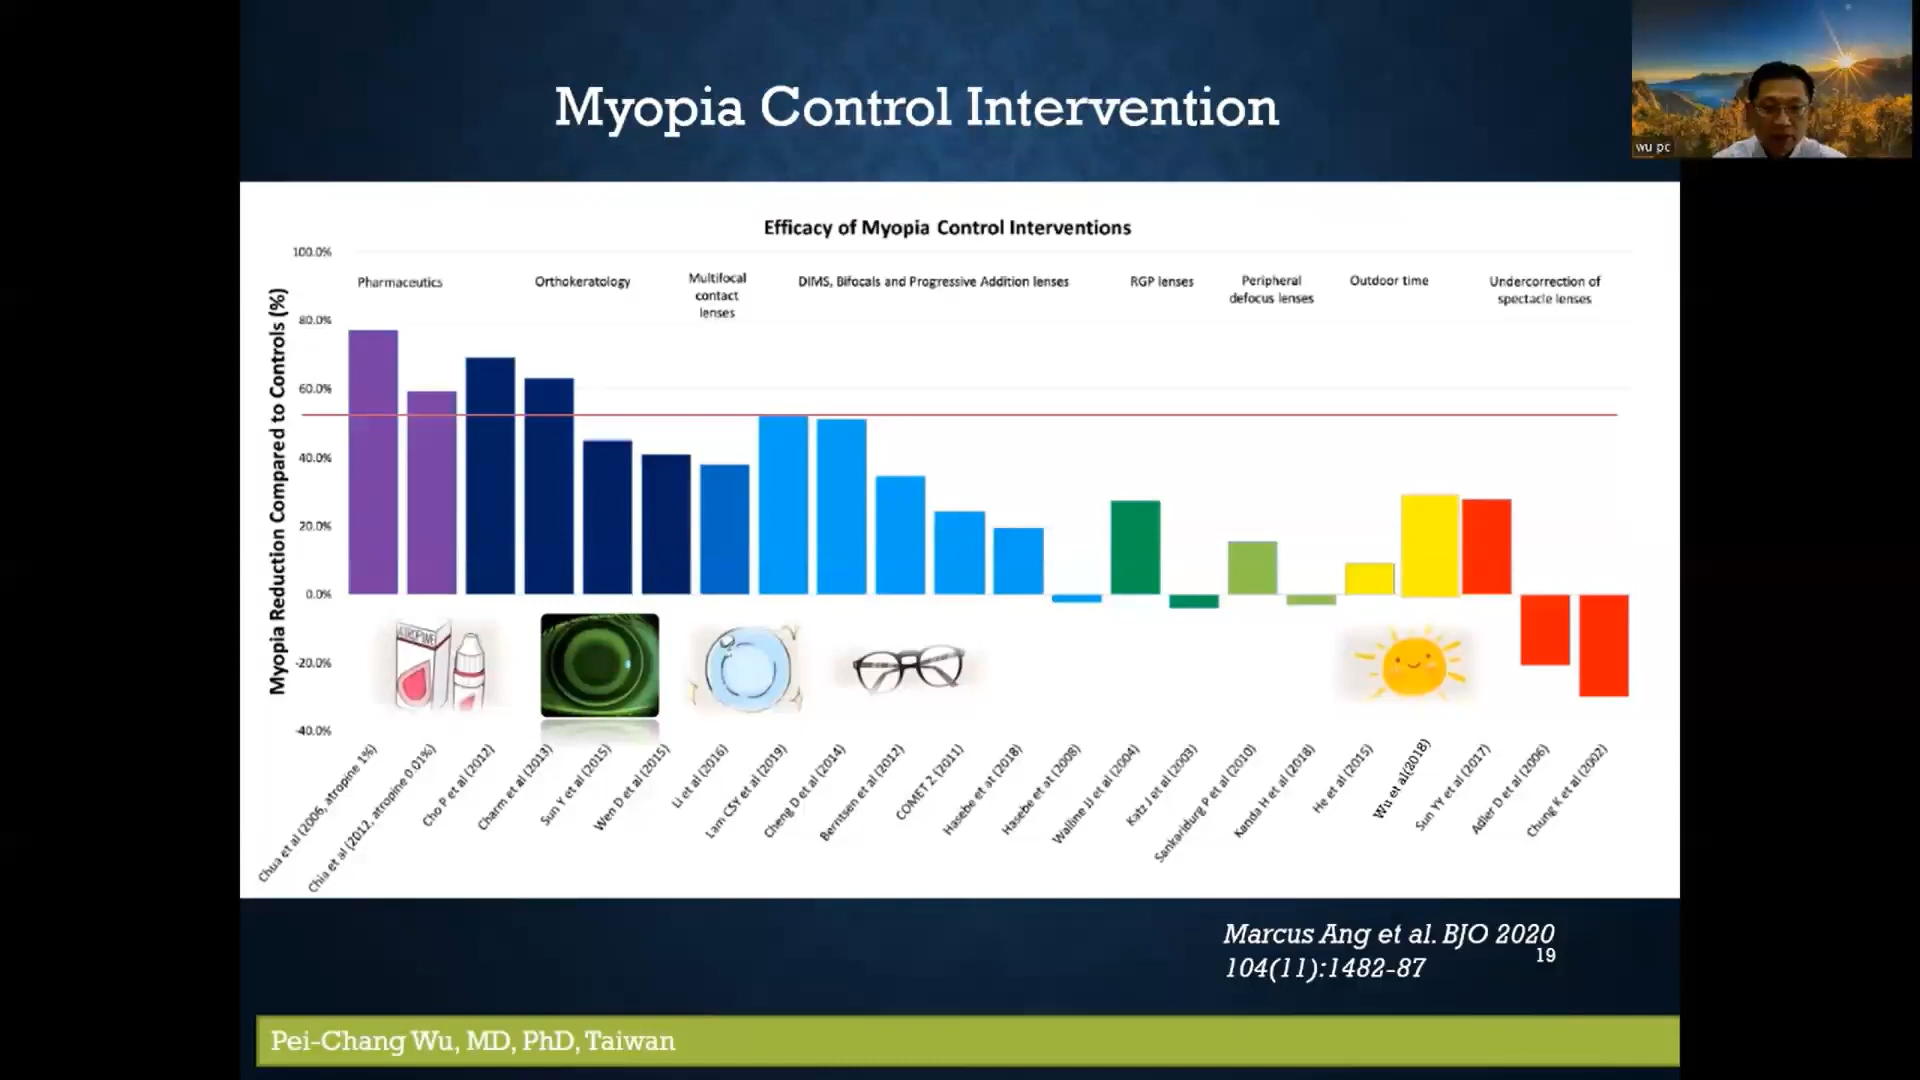 Myopia Control Intervention
wu pc
Efficacy of Myopia Control Interventions
Myopia Reduction Compared to Controls (%)
100.0%
80.0%
60.0%
40.0%
20.0%
0.0%
-20.0%
-40.0%
Pharmaceutics
Orthokeratology
Multifocal
contact
lenses
DIMS, Bifocals and Progressive Addition lenses
RGP lenses
Peripheral
defocus lenses
Outdoor time
Undercorrection of
spectacle lenses
ATROPINE
Chua et al (2006, atropine 1%)
Chia et al (2012, atropine 0.01%)
Cho P et al (2012)
Charm et al (2013)
Sun Y et al (2015)
Wen D et al (2015)
Li et al (2016)
Lam CSY et al (2019)
Cheng D et al (2014)
Berntsen et al (2012)
COMET 2 (2011)
Hasebe et at (2018)
Hasebe et at (2008)
Walline JJ et al (2004)
Katz J et al (2003)
Sankaridurg P et al (2010)
Kanda H et al (2018)
He et al (2015)
Wu et al(2018)
Sun YY et al (2017)
Adler D et al (2006)
Chung K et al (2002)
Marcus Ang et al. BJO 2020
104(11):1482-87
19
Pei-Chang Wu, MD, PhD, Taiwan